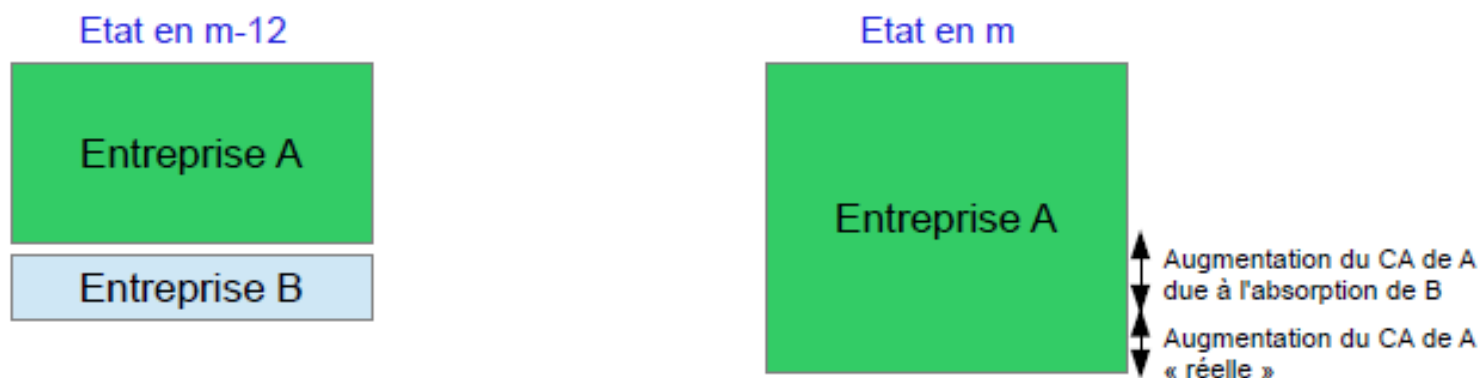 Etat en m-12
Etat en m
Entreprise A
Entreprise B
Entreprise A
Augmentation du CA de A
due à l'absorption de B
Augmentation du CA de A
« réelle »